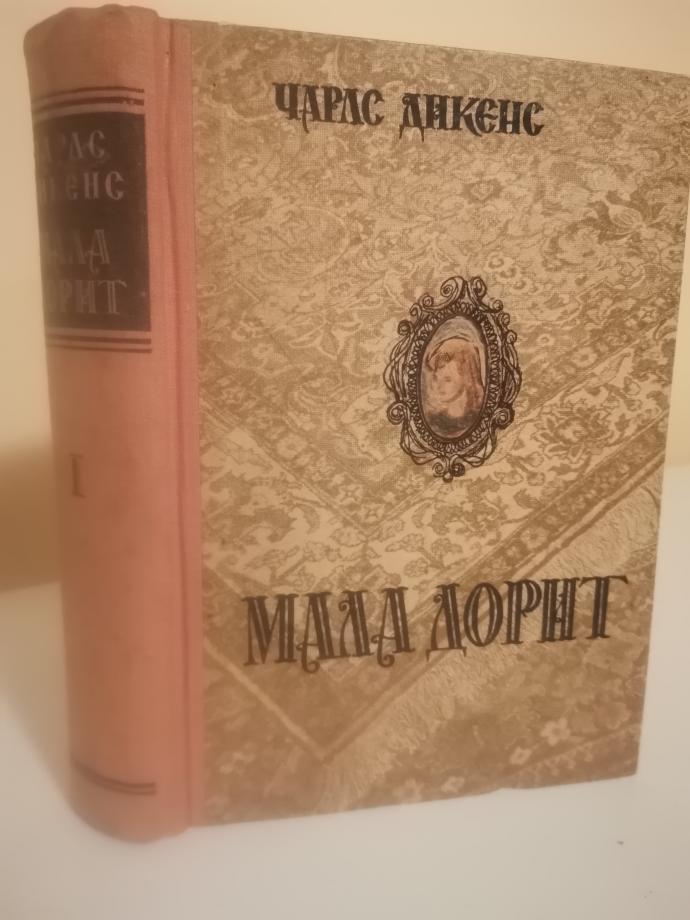 ЧАРЛС ДИКЕНС
МАЛА ДОРИТ
ЧАРЛС
ДИКЕНС
МАЛА
ДОРИТ
I